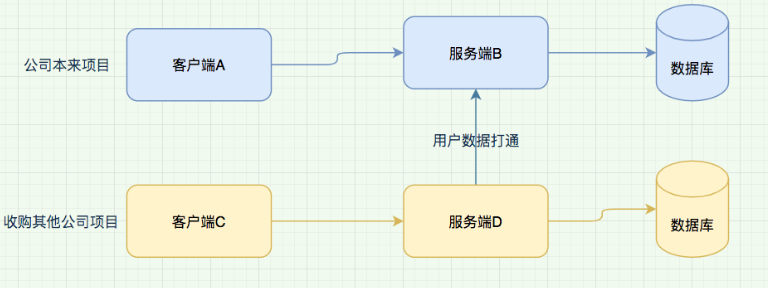 公司本来项目
客户端A
服务端B
数据库
用户数据打通
收购其他公司项目
客户端C
服务端D
数据库